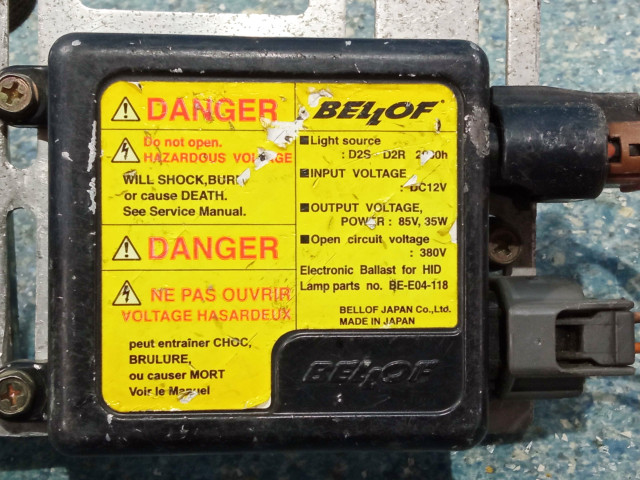 DANGER
Do not open.
HAZARDOUS VOLTAGE
WILL SHOCK, BURN
or cause DEATH.
See Service Manual.
DANGER
NE PAS OUVRIR
VOLTAGE HASARDEUX
peut entraîner CHOC,
BRULURE,
ou causer MORT
Voir le Manuel
BELLOF®
■Light source
: D2S D2R 2000h
■INPUT VOLTAGE
: DC12V
■OUTPUT VOLTAGE,
POWER : 85V, 35W
■Open circuit voltage
: 380V
Electronic Ballast for HID
Lamp parts no. BE-E04-118
BELLOF JAPAN Co.,Ltd.
MADE IN JAPAN
BELLOF